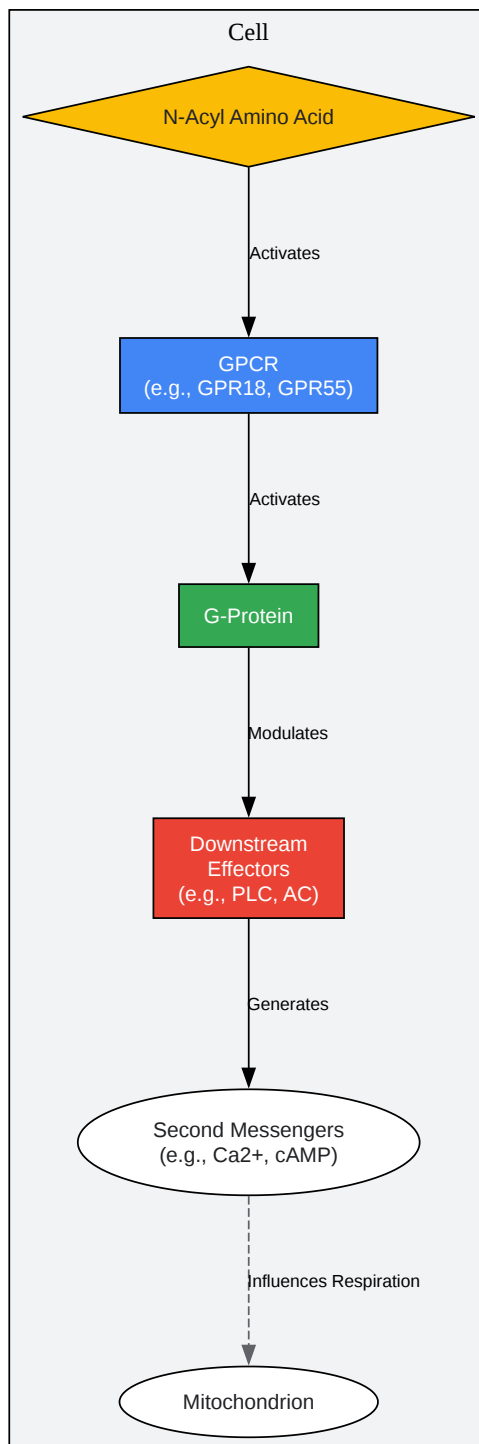 Cell
N-Acyl Amino Acid
Activates
GPCR
(e.g., GPR18, GPR55)
Activates
G-Protein
Modulates
Downstream
Effectors
(e.g., PLC, AC)
Generates
Second Messengers
(e.g., Ca2+, cAMP)
Influences Respiration
Mitochondrion